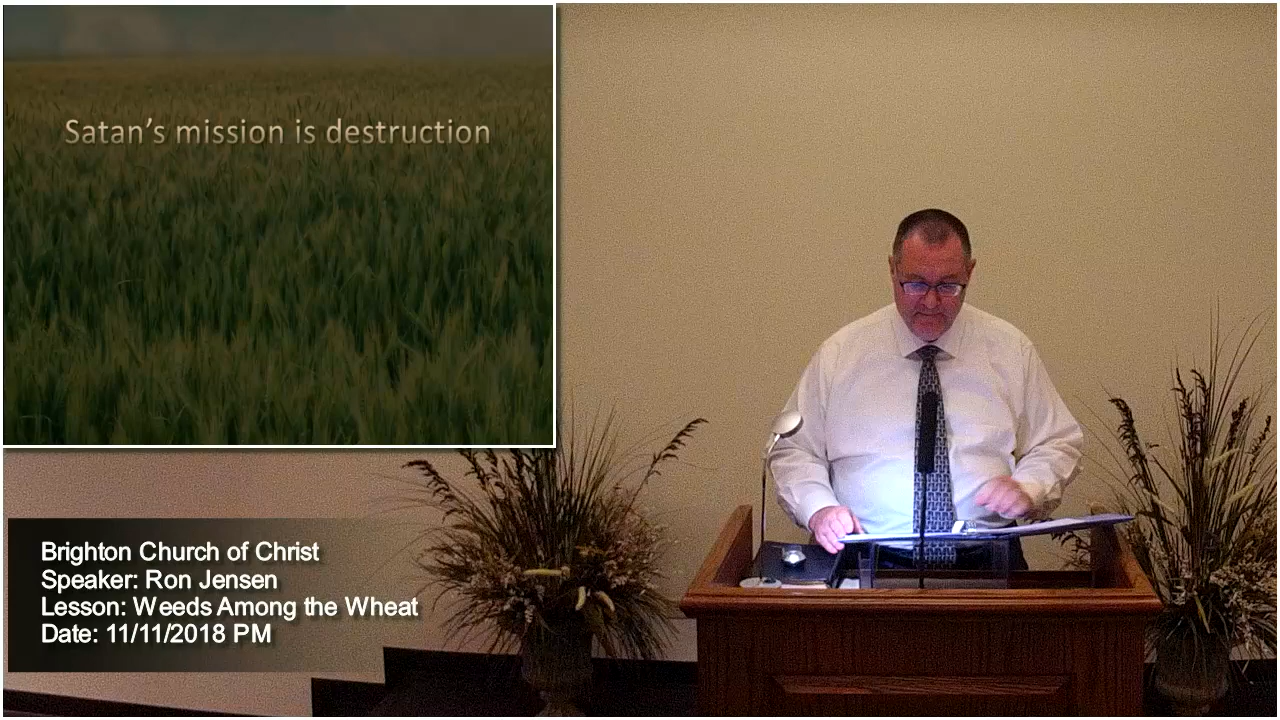 Satan’s mission is destruction
Brighton Church of Christ
Speaker: Ron Jensen
Lesson: Weeds Among the Wheat
Date: 11/11/2018 PM